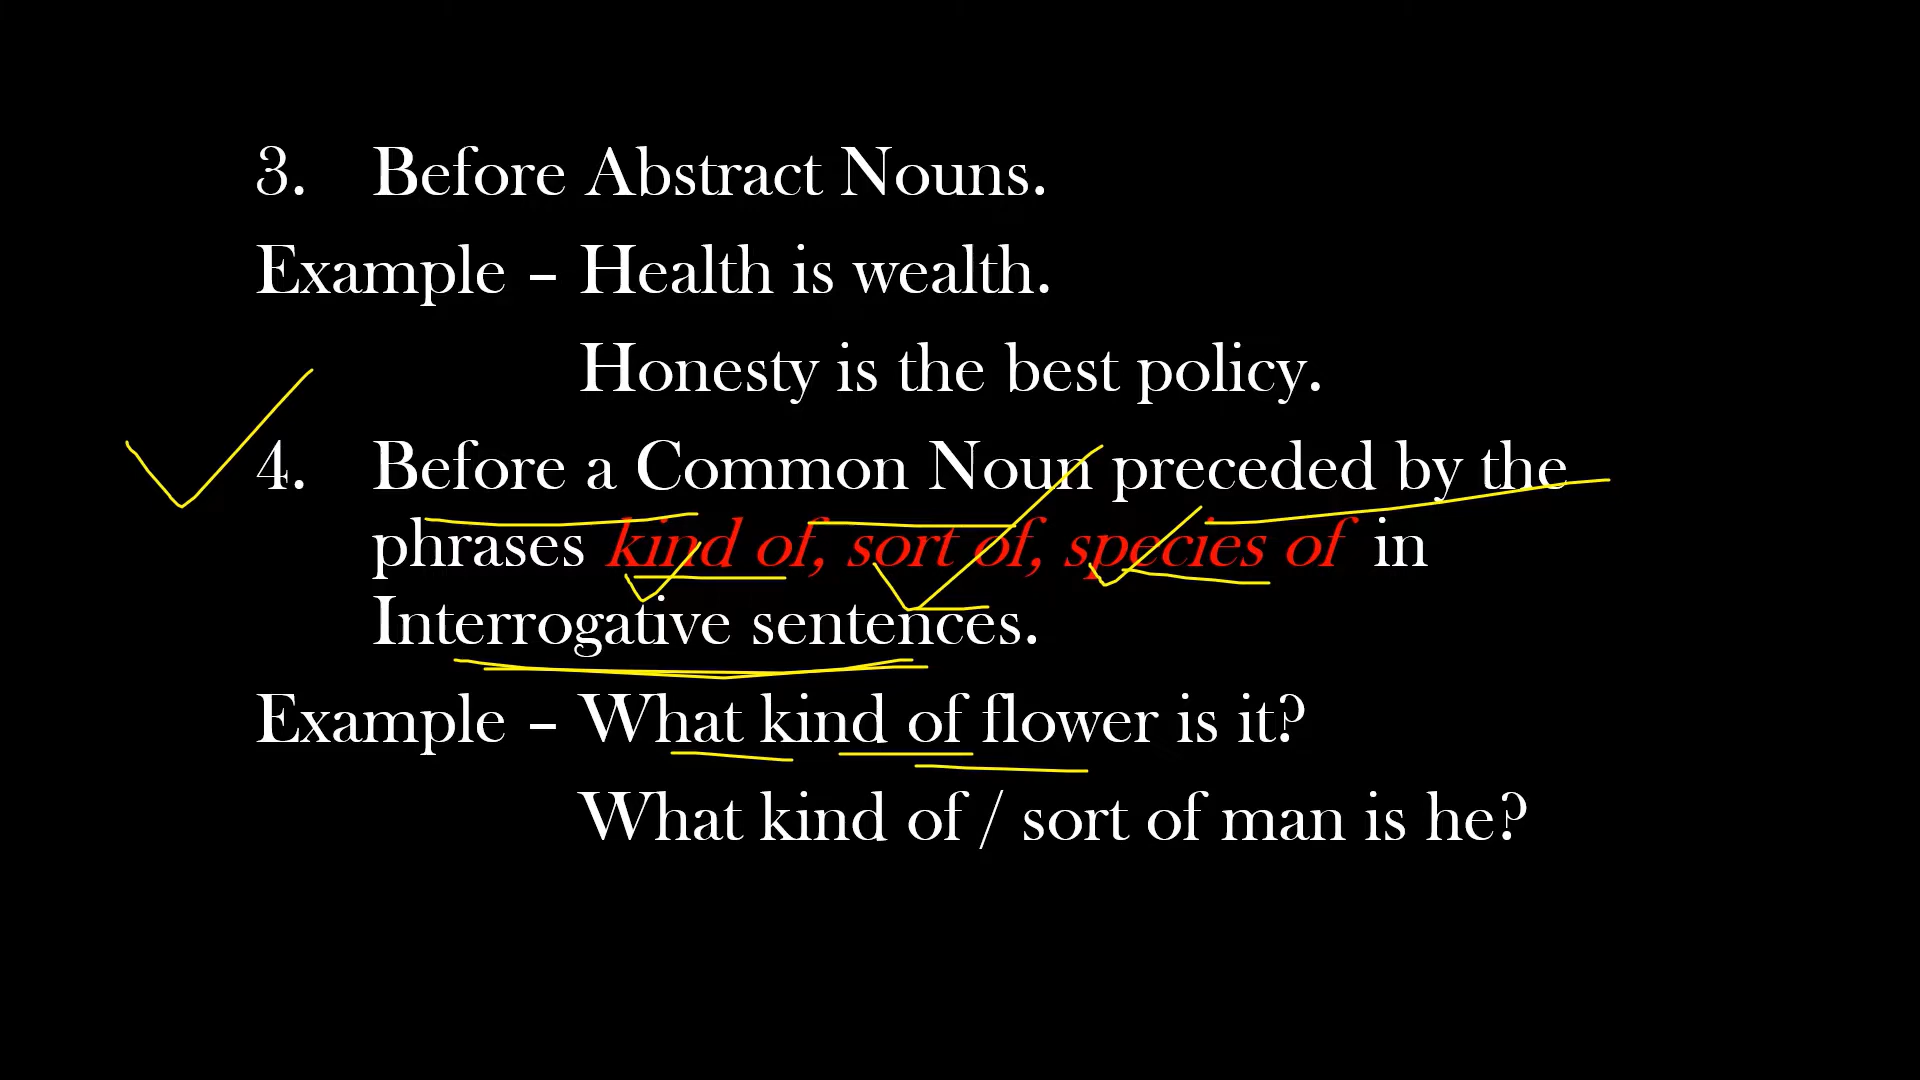 3. Before Abstract Nouns.
Example – Health is wealth.
Honesty is the best policy.
4. Before a Common Noun preceded by the
phrases kind of, sort of, species of in
Interrogative sentences.
Example – What kind of flower is it?
What kind of / sort of man is he?